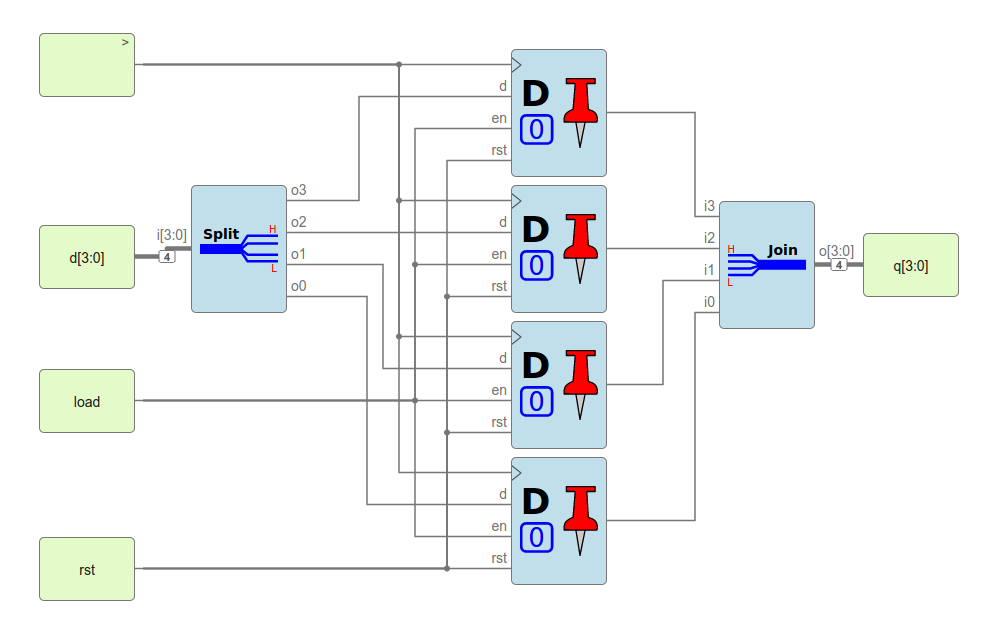 >
d[3:0]
load
rst
i[3:0]
4
Split
H
L
o3
o2
o1
o0
d
en
rst
D
0
d
en
rst
D
0
d
en
rst
D
0
d
en
rst
D
0
i3
i2
i1
i0
H
L
Join
o[3:0]
4
q[3:0]